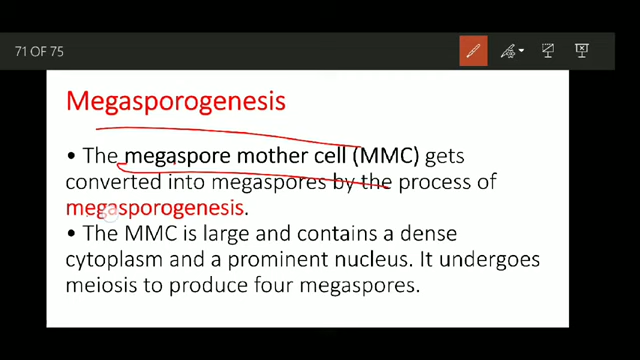 71 OF 75
Megasporogenesis
• The megaspore mother cell (MMC) gets
converted into megaspores by the process of
megasporogenesis.
• The MMC is large and contains a dense
cytoplasm and a prominent nucleus. It undergoes
meiosis to produce four megaspores.